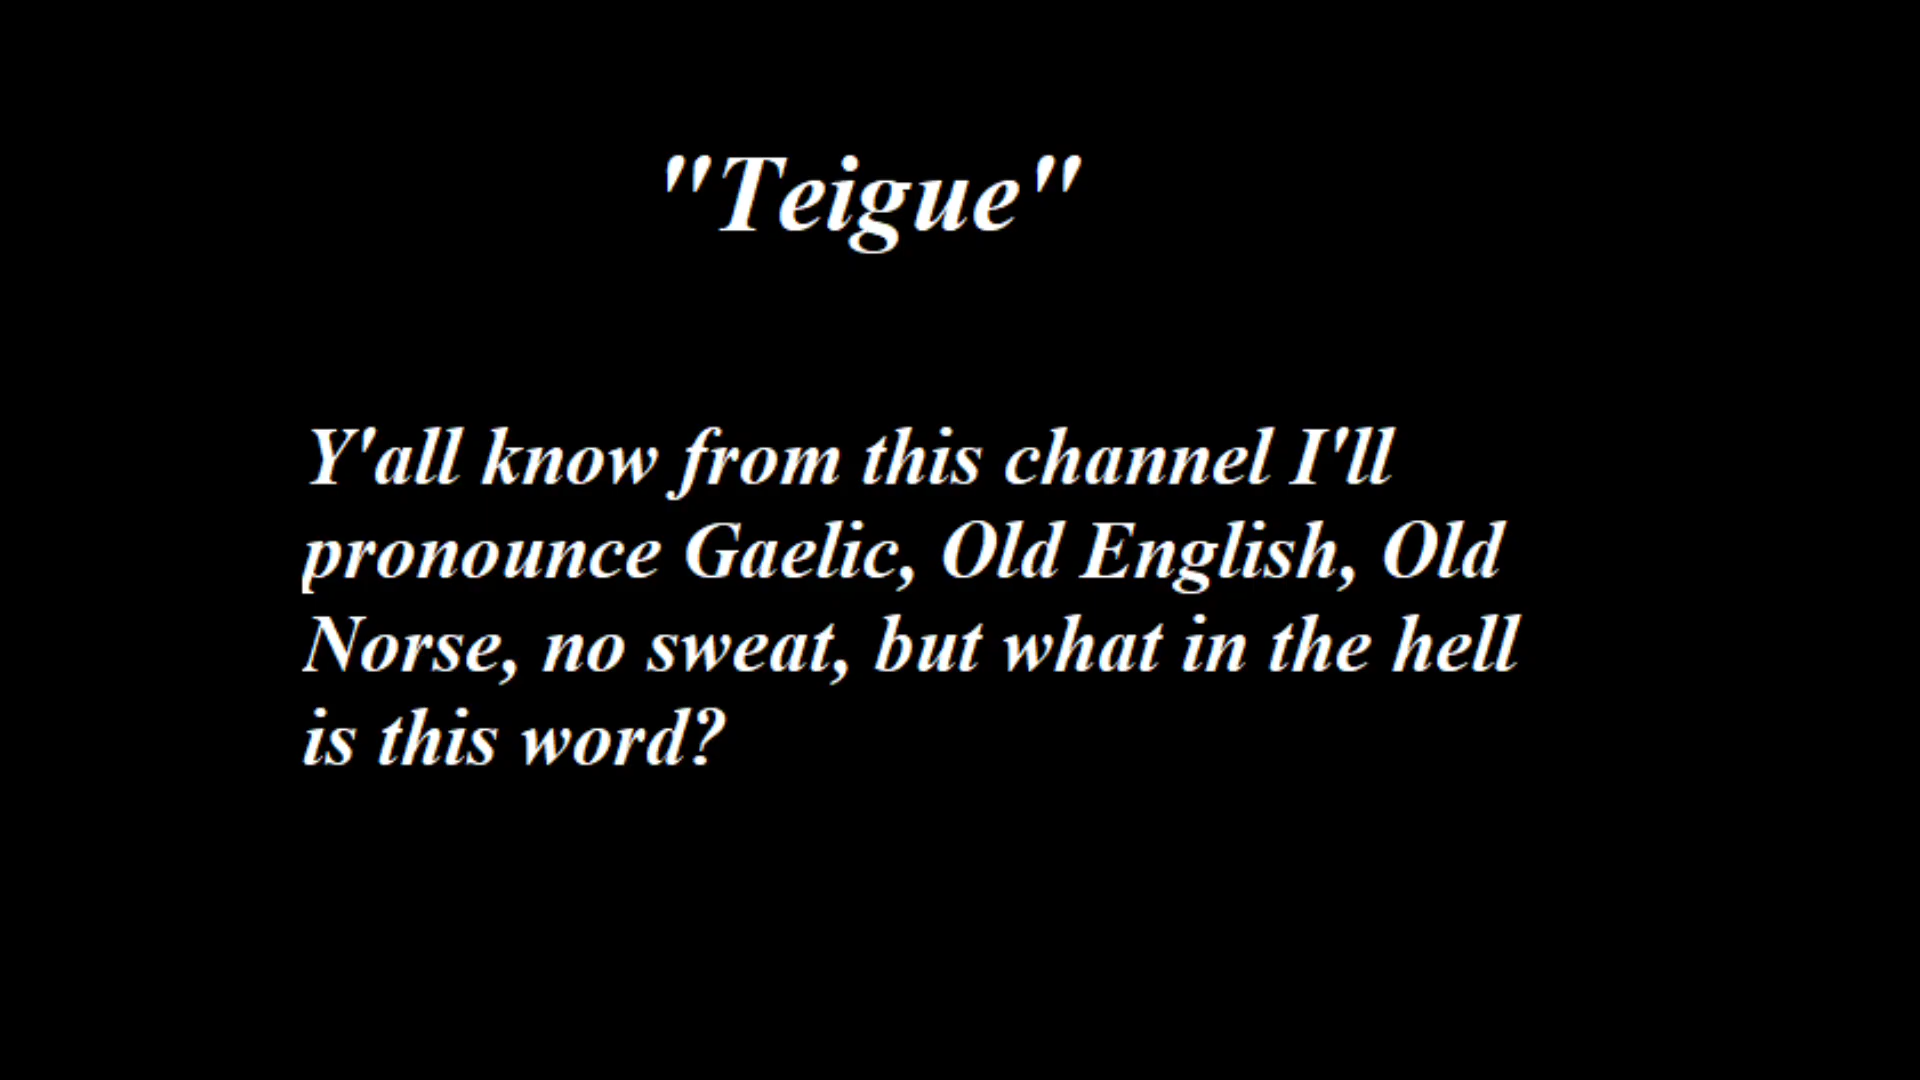 "Teigue"
Y'all know from this channel I'll
pronounce Gaelic, Old English, Old
Norse, no sweat, but what in the hell
is this word?